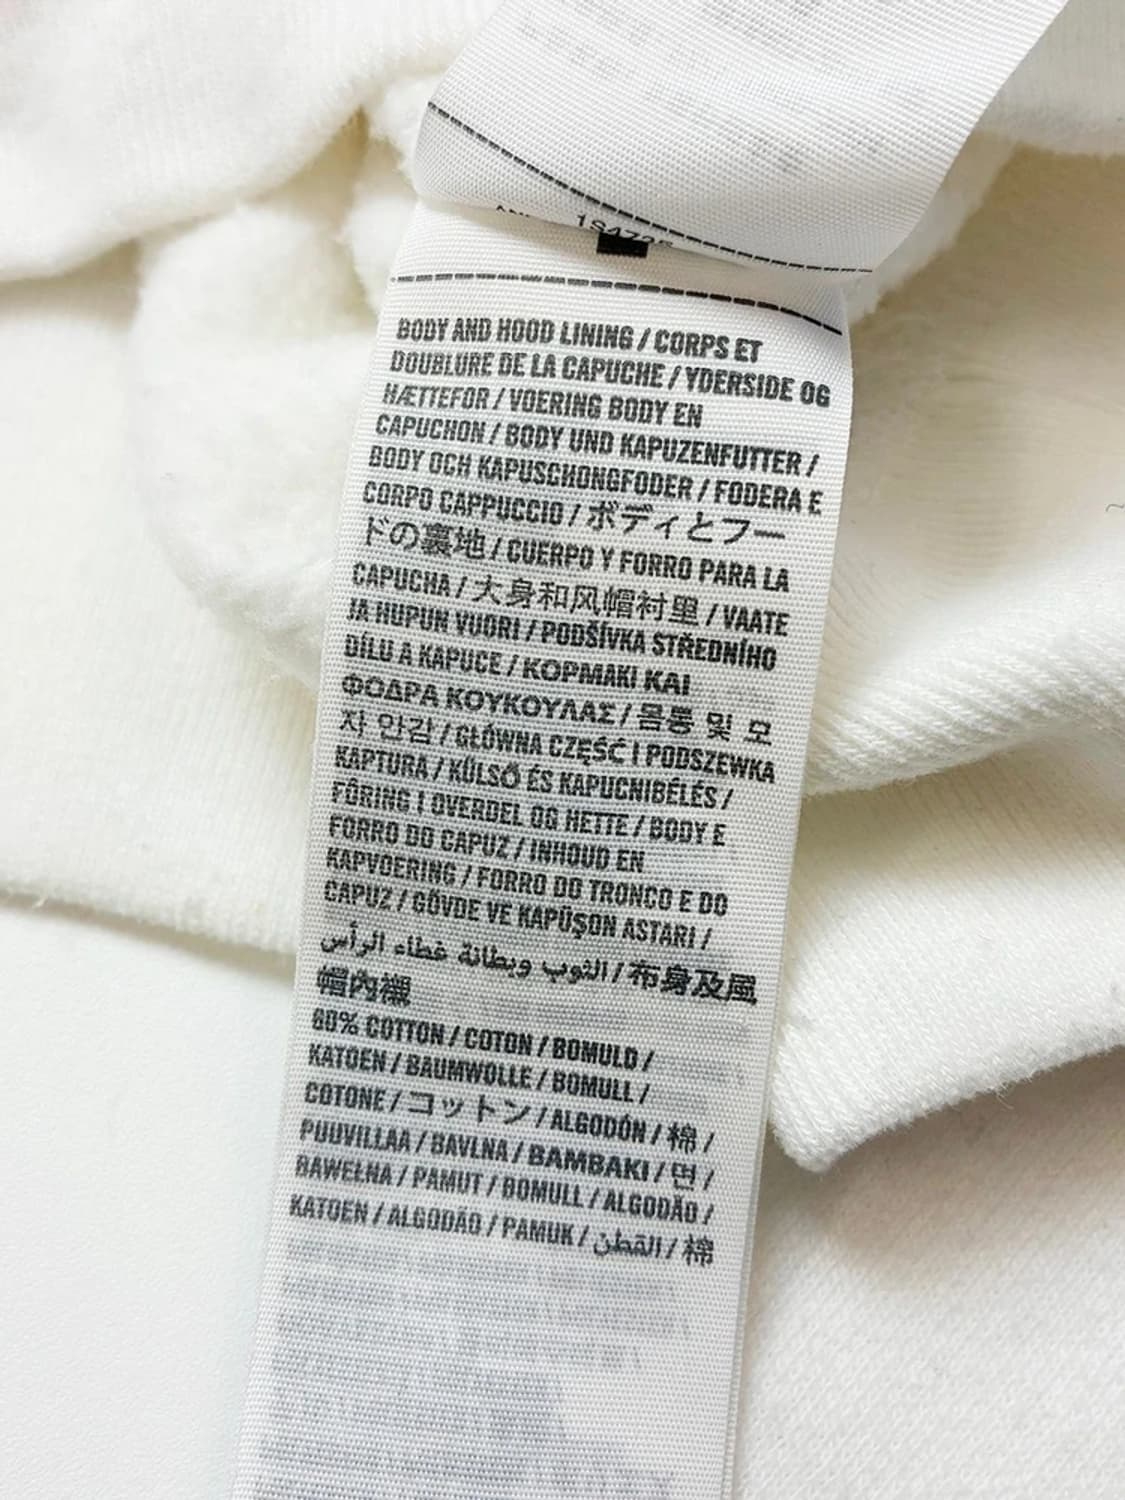 BODY AND HOOD LINING / CORPS ET
DOUBLURE DE LA CAPUCHE / YDERSIDE OG
HÆTTEFOR / VOERING BODY EN
CAPUCHON / BODY UND KAPUZENFUTTER /
BODY OCH KAPUSCHONGFODER / FODERA E
CORPO CAPPUCCIO / ボディとフー
ドの裏地 / CUERPO Y FORRO PARA LA
CAPUCHA / 大身和风帽衬里 / VAATE
JA HUPUN VUORI / PODŠÍVKA STŘEDNÍHO
DÍLU A KAPUCE / ΚΟΡΜΑΚΙ ΚΑΙ
ΦΟΔΡΑ ΚΟΥΚΟΥΛΑΣ / 몸통 및 모
자 안감 / GŁÓWNA CZĘŚĆ I PODSZEWKA
KAPTURA / KÜLSŐ ÉS KAPUCNIBÉLÉS /
FÔRING I OVERDEL OG HETTE / BODY E
FORRO DO CAPUZ / INHOUD EN
KAPVOERING / FORRO DO TRONCO E DO
CAPUZ / GÖVDE VE KAPÜŞON ASTARI /
الثوب وبطانة غطاء الرأس / 布身及風
帽內襯
80% COTTON / COTON / BOMULD /
KATOEN / BAUMWOLLE / BOMULL /
COTONE / コットン / ALGODÓN / 棉 /
PUUVILLAA / BAVLNA / ΒΑΜΒΑΚΙ / 면 /
BAWEŁNA / PAMUT / BOMULL / ALGODÃO /
KATOEN / ALGODÃO / PAMUK / القطن / 棉